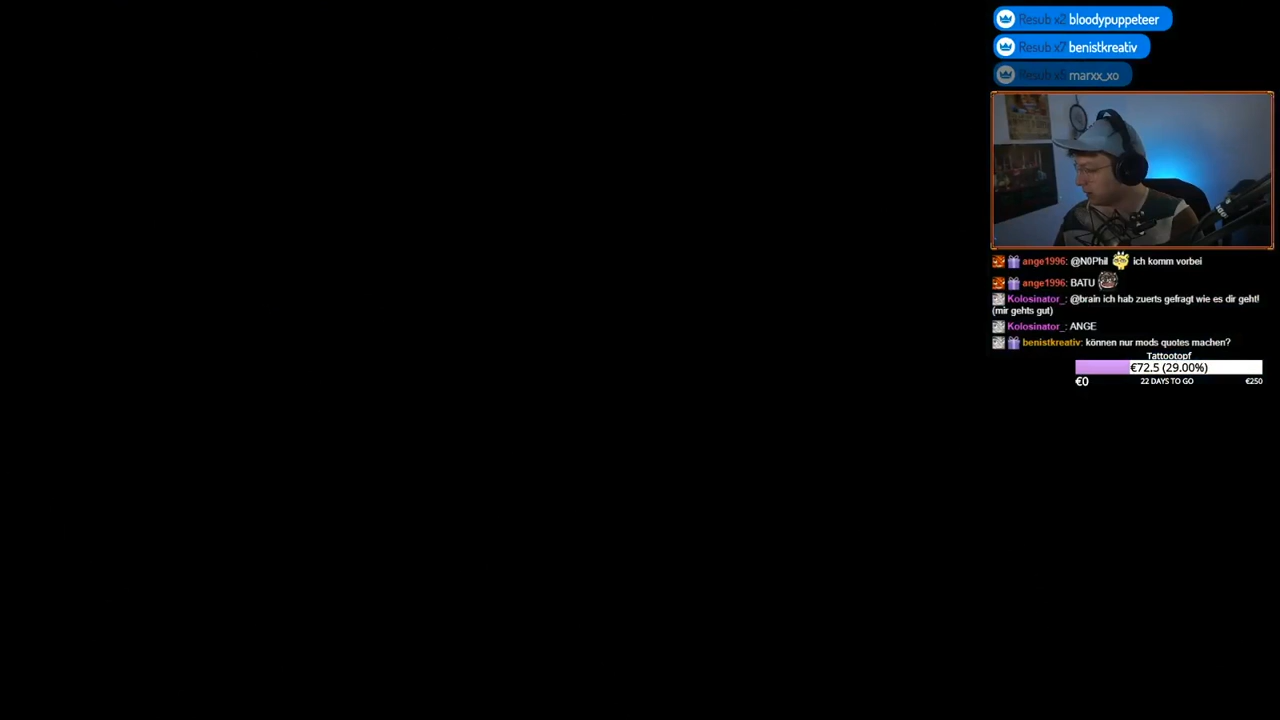 Resub x2 bloodypuppeteer
Resub x7 benistkreativ
Resub x5 marxx_xo
ange1996: @N0Phil ich komm vorbei
ange1996: BATU
Kolosinator_: @brain ich hab zuerts gefragt wie es dir geht!
(mir gehts gut)
Kolosinator_: ANGE
benistkreativ: können nur mods quotes machen?
Tattootopf
€72.5 (29.00%)
€0 22 DAYS TO GO €250